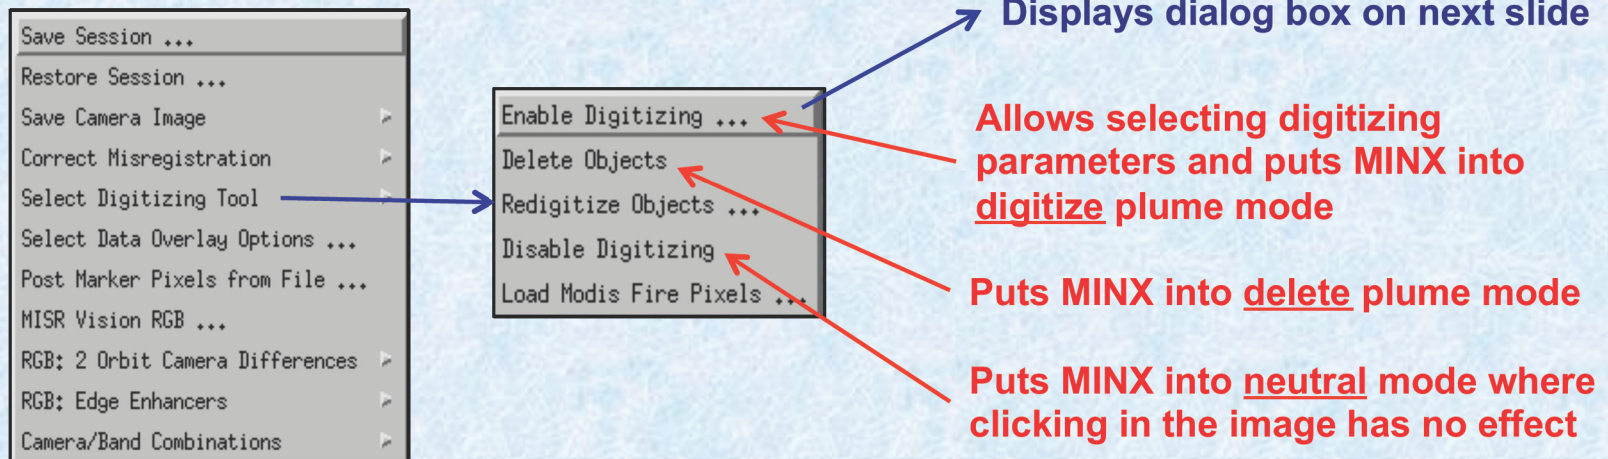 Save Session ...
Restore Session ...
Save Camera Image
Correct Misregistration
Select Digitizing Tool
Select Data Overlay Options ...
Post Marker Pixels from File ...
MISR Vision RGB ...
RGB: 2 Orbit Camera Differences
RGB: Edge Enhancers
Camera/Band Combinations
Enable Digitizing ...
Delete Objects
Redigitize Objects ...
Disable Digitizing
Load Modis Fire Pixels ...
Displays dialog box on next slide
Allows selecting digitizing
parameters and puts MINX into
digitize plume mode
Puts MINX into delete plume mode
Puts MINX into neutral mode where
clicking in the image has no effect